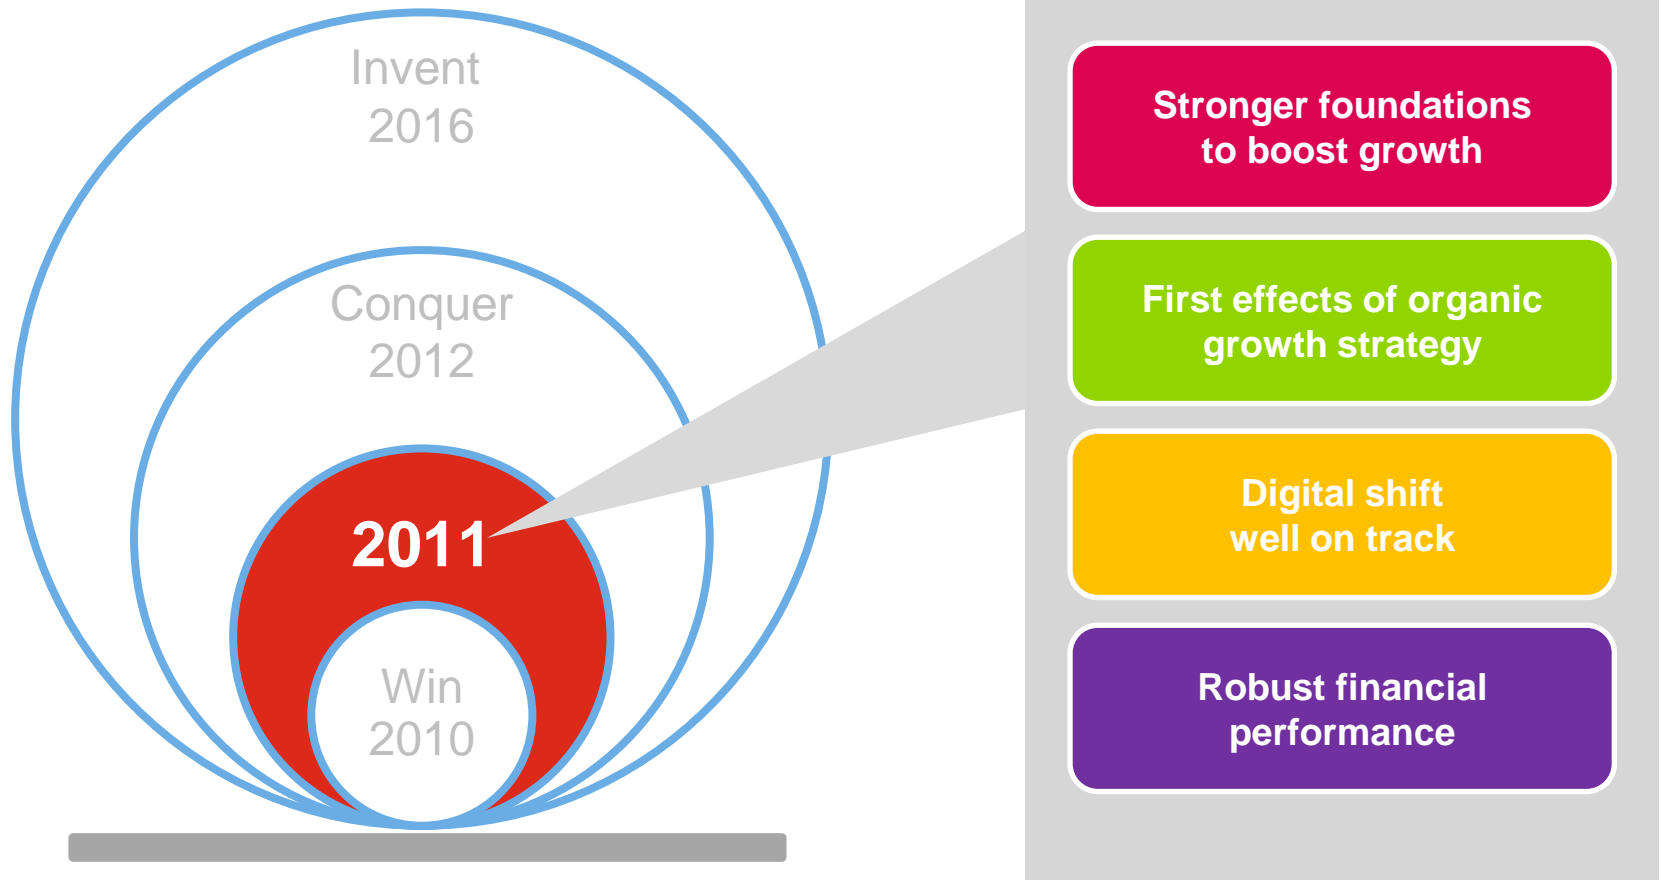 Invent
2016
Conquer
2012
2011
Win
2010
Stronger foundations
to boost growth
First effects of organic
growth strategy
Digital shift
well on track
Robust financial
performance